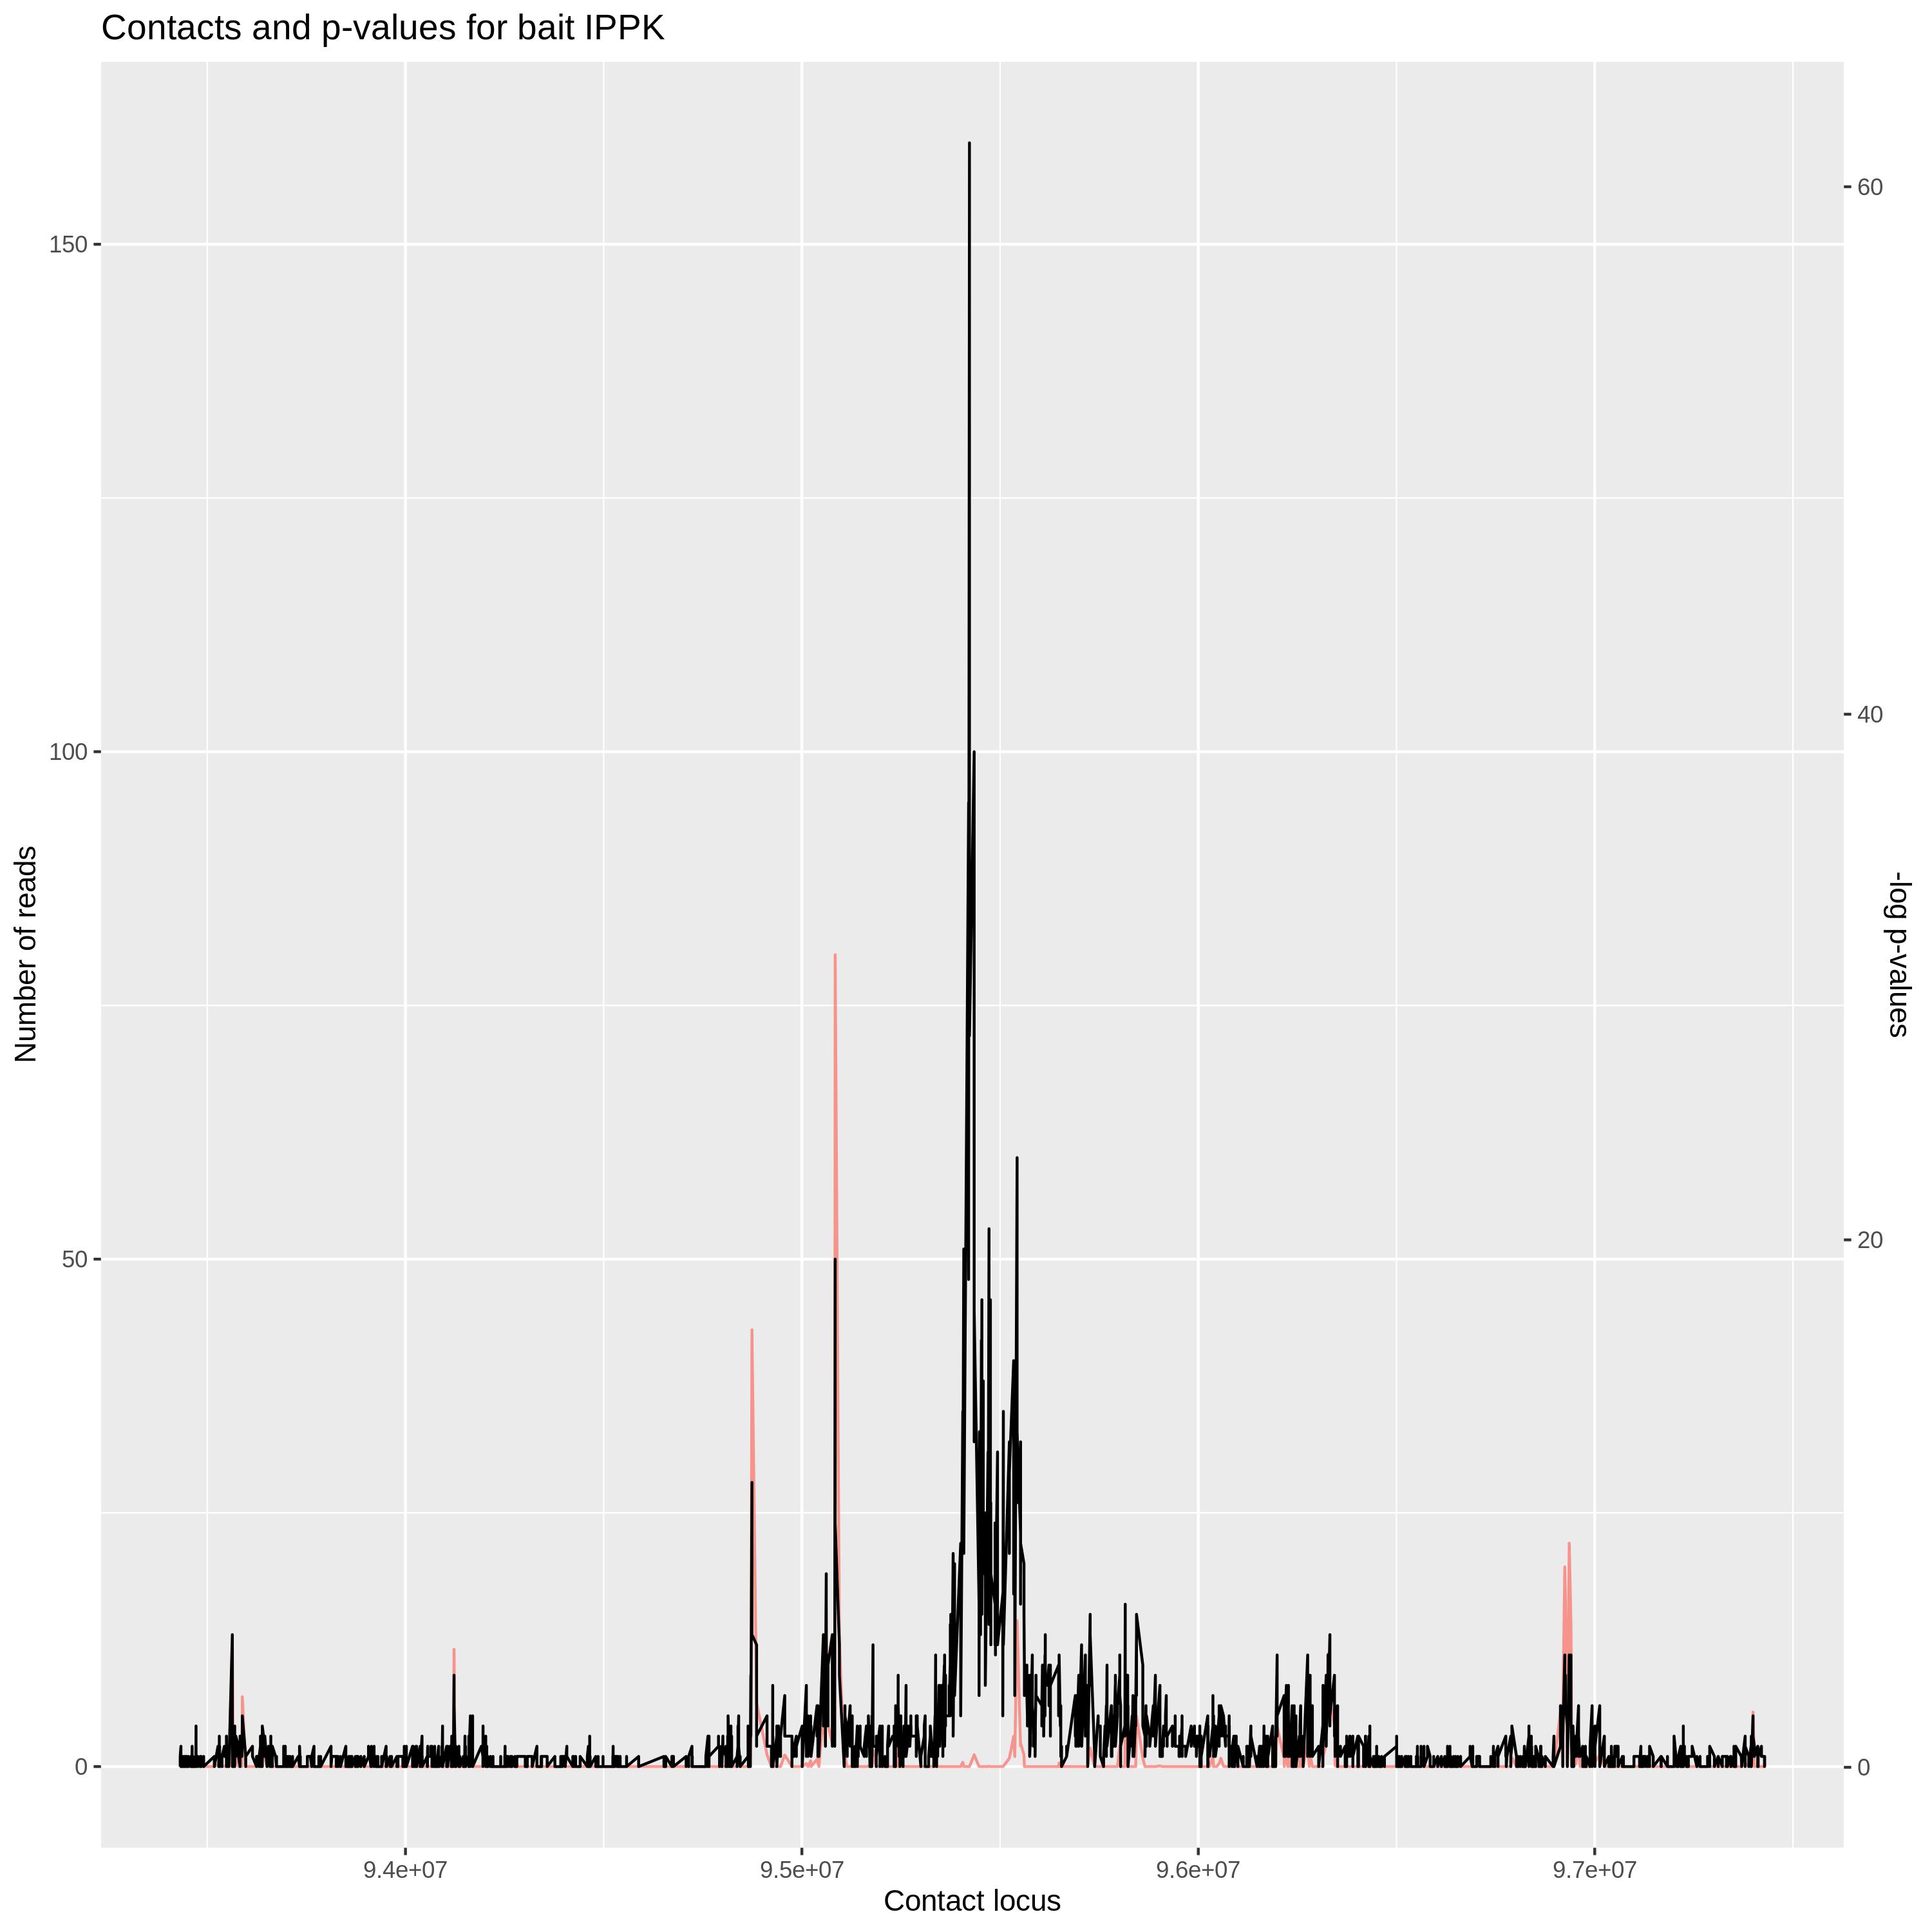 Contacts and p-values for bait IPPK
150
100
50
0
60
40
20
0
Number of reads
-log p-values
9.4e+07
9.5e+07
9.6e+07
9.7e+07
Contact locus